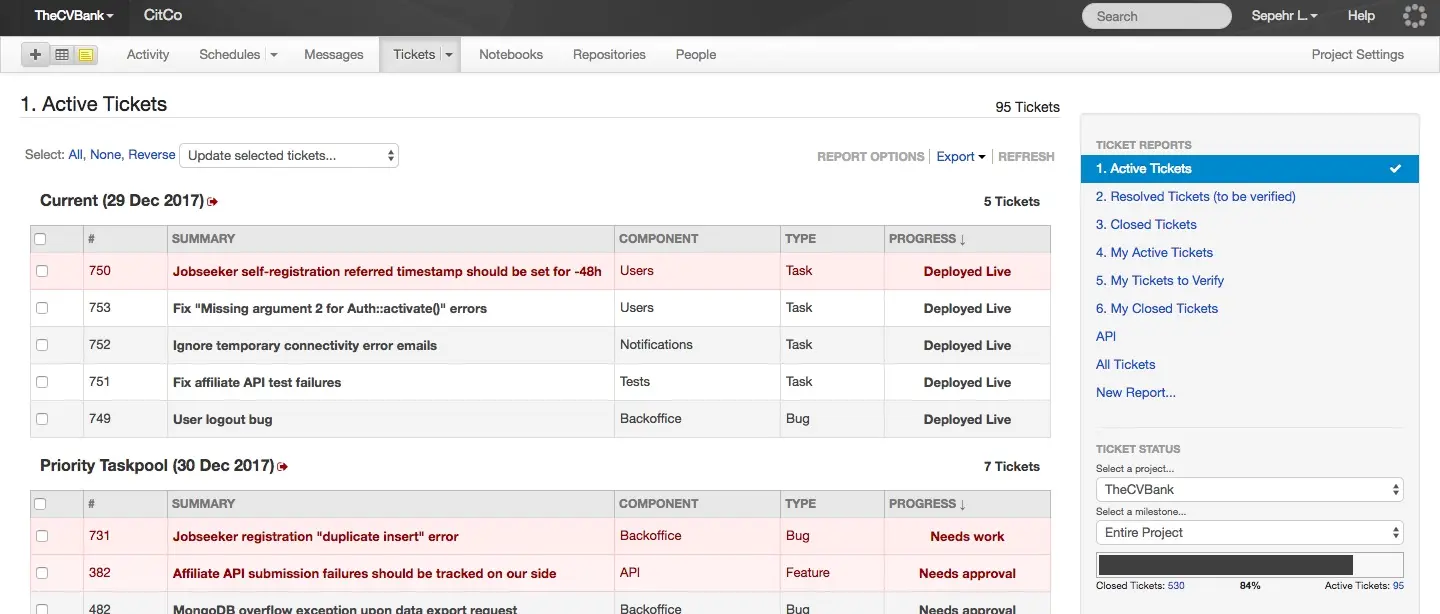 TheCVBank CitCo Search Sepehr L. Help
Activity Schedules Messages Tickets Notebooks Repositories People Project Settings
1. Active Tickets
95 Tickets
Select: All, None, Reverse Update selected tickets...
REPORT OPTIONS Export REFRESH
Current (29 Dec 2017) 5 Tickets
# SUMMARY COMPONENT TYPE PROGRESS ↓
750 Jobseeker self-registration referred timestamp should be set for -48h Users Task Deployed Live
753 Fix "Missing argument 2 for Auth::activate()" errors Users Task Deployed Live
752 Ignore temporary connectivity error emails Notifications Task Deployed Live
751 Fix affiliate API test failures Tests Task Deployed Live
749 User logout bug Backoffice Bug Deployed Live
Priority Taskpool (30 Dec 2017) 7 Tickets
# SUMMARY COMPONENT TYPE PROGRESS ↓
731 Jobseeker registration "duplicate insert" error Backoffice Bug Needs work
382 Affiliate API submission failures should be tracked on our side API Feature Needs approval
482 MongoDB overflow exception upon data export request Backoffice Bug Needs approval
TICKET REPORTS
1. Active Tickets
2. Resolved Tickets (to be verified)
3. Closed Tickets
4. My Active Tickets
5. My Tickets to Verify
6. My Closed Tickets
API
All Tickets
New Report...
TICKET STATUS
Select a project...
TheCVBank
Select a milestone...
Entire Project
Closed Tickets: 530 84% Active Tickets: 95